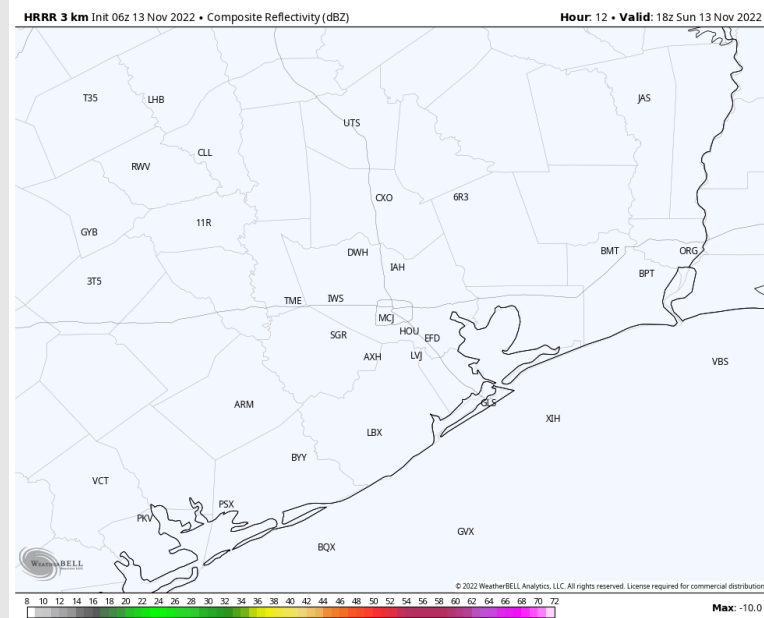 HRRR 3 km Init 06z 13 Nov 2022 • Composite Reflectivity (dBZ) Hour: 12 • Valid: 18z Sun 13 Nov 2022
T35 LHB JAS
UTS
CLL
RWV
CXO 6R3
11R
GYB
DWH BMT ORG
IAH
BPT
3T5
TME IWS
MCJ
HOU
SGR EFD
AXH LVJ
VBS
ARM GLS
XIH
LBX
BYY
VCT
PSX
PKV
GVX
BQX
WeatherBELL
© 2022 WeatherBELL Analytics, LLC. All rights reserved. License required for commercial distribution
8 10 12 14 16 18 20 22 24 26 28 30 32 34 36 38 40 42 44 46 48 50 52 54 56 58 60 62 64 66 68 70 72
Max: -10.0